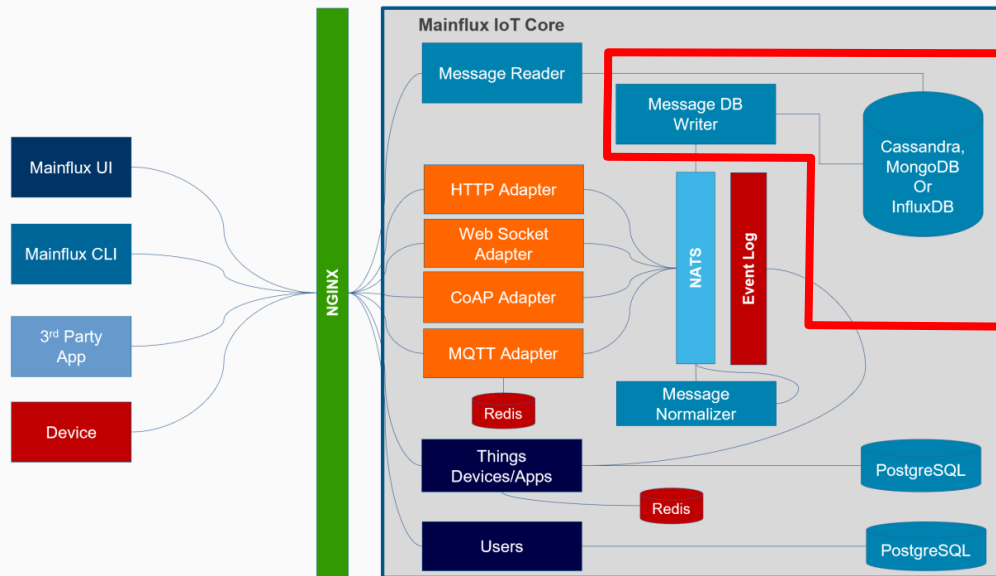 Mainflux IoT Core
Message Reader
Message DB
Writer
Cassandra,
MongoDB
Or
InfluxDB
Mainflux UI
Mainflux CLI
3rd Party
App
Device
NGINX
HTTP Adapter
Web Socket
Adapter
CoAP Adapter
MQTT Adapter
Redis
NATS
Event Log
Message
Normalizer
Things
Devices/Apps
PostgreSQL
Redis
Users
PostgreSQL